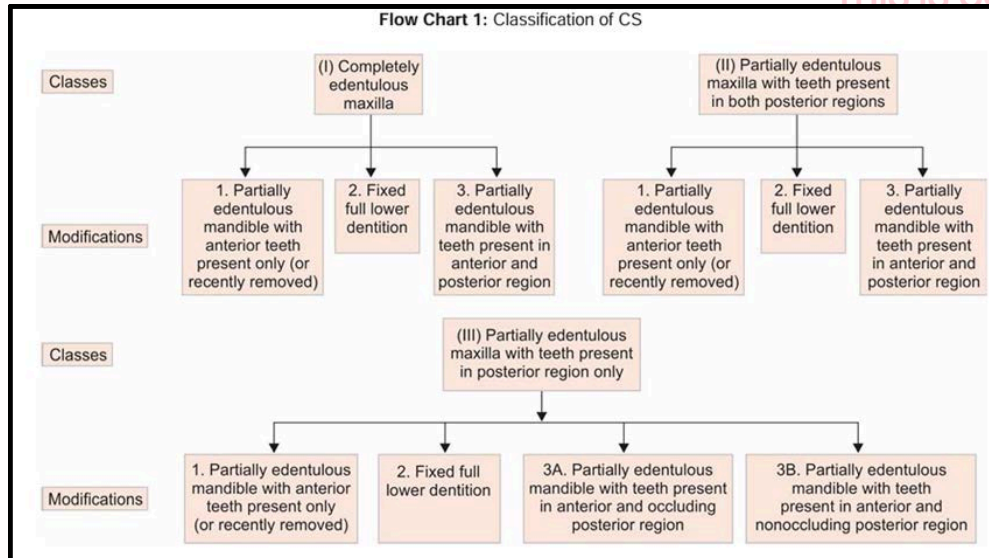 Flow Chart 1: Classification of CS
Classes
(I) Completely
edentulous
maxilla
(II) Partially edentulous
maxilla with teeth present
in both posterior regions
Modifications
1. Partially
edentulous
mandible with
anterior teeth
present only (or
recently removed)
2. Fixed
full lower
dentition
3. Partially
edentulous
mandible with
teeth present in
anterior and
posterior region
1. Partially
edentulous
mandible with
anterior teeth
present only (or
recently removed)
2. Fixed
full lower
dentition
3. Partially
edentulous
mandible with
teeth present
in anterior and
posterior region
Classes
(III) Partially edentulous
maxilla with teeth present
in posterior region only
Modifications
1. Partially edentulous
mandible with anterior
teeth present only
(or recently removed)
2. Fixed full
lower dentition
3A. Partially edentulous
mandible with teeth present
in anterior and occluding
posterior region
3B. Partially edentulous
mandible with teeth
present in anterior and
nonoccluding posterior region